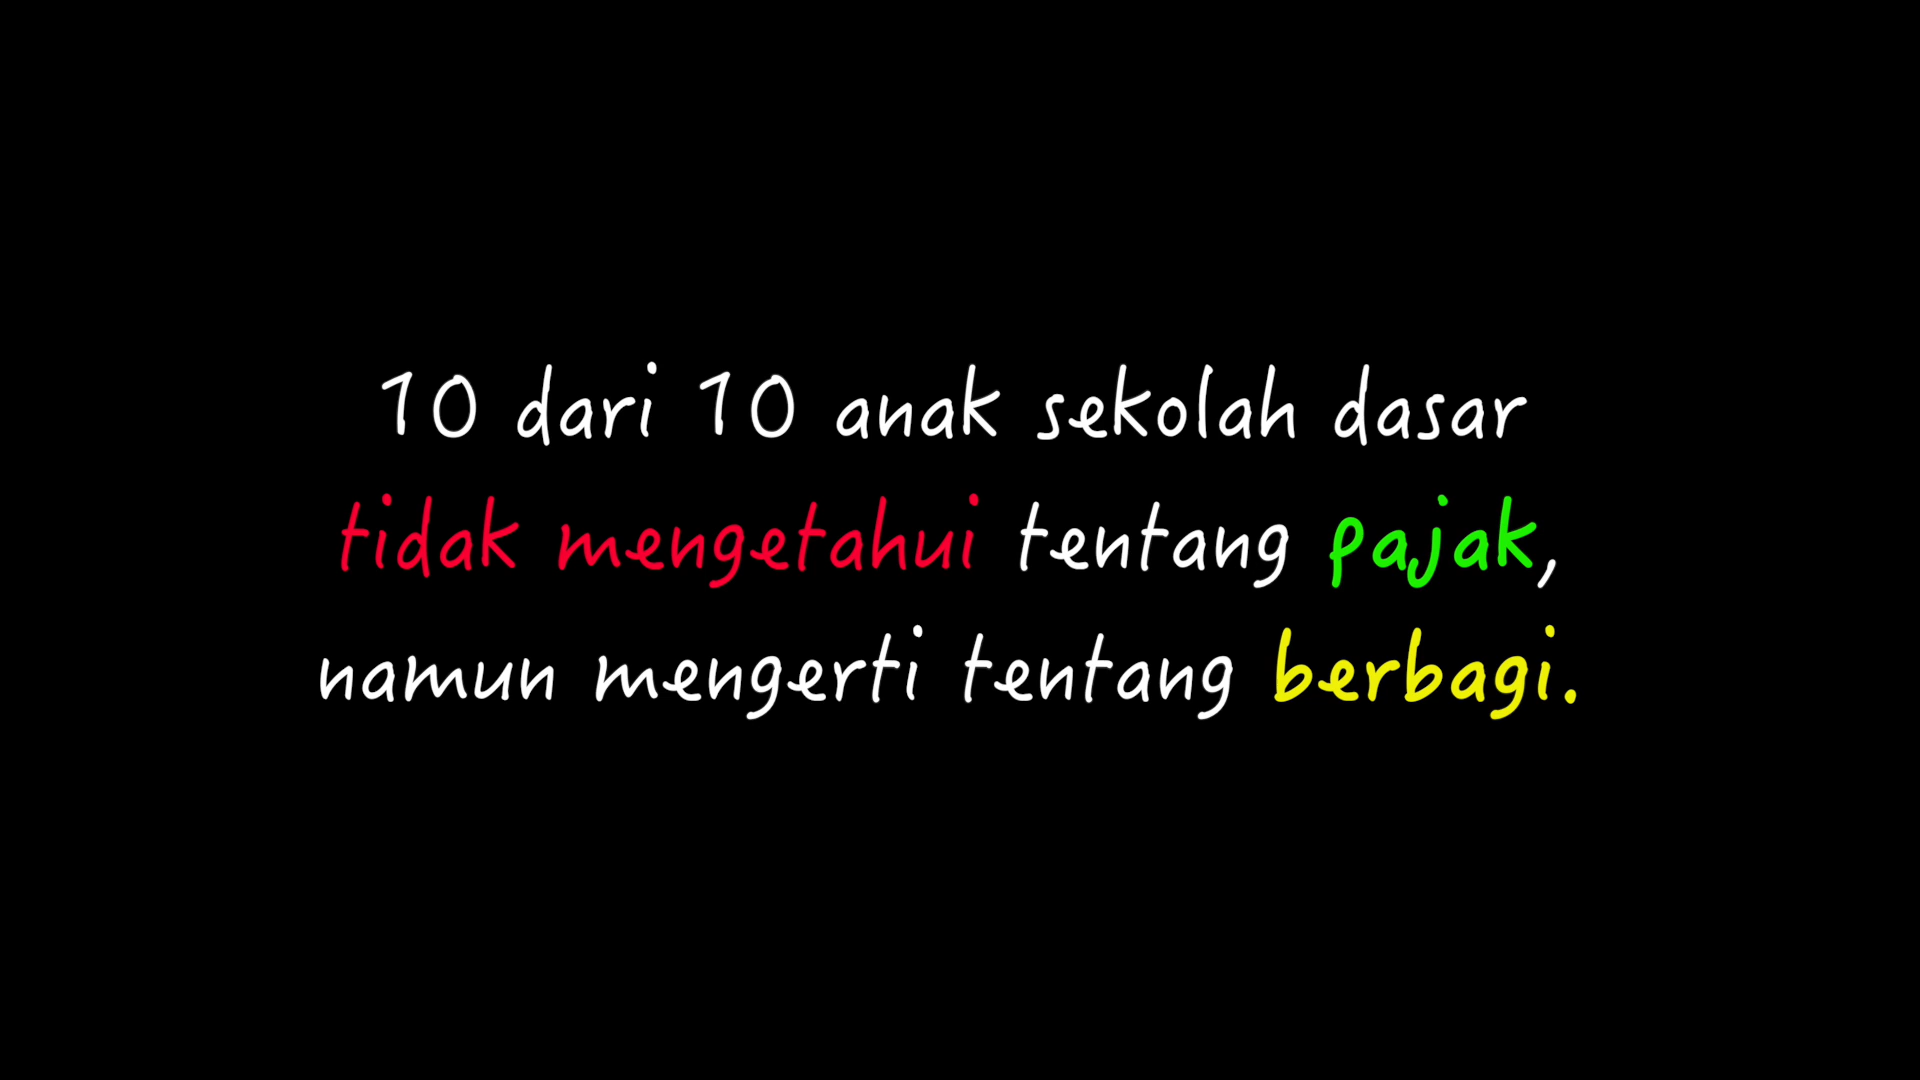 10 dari 10 anak sekolah dasar
tidak mengetahui tentang pajak,
namun mengerti tentang berbagi.